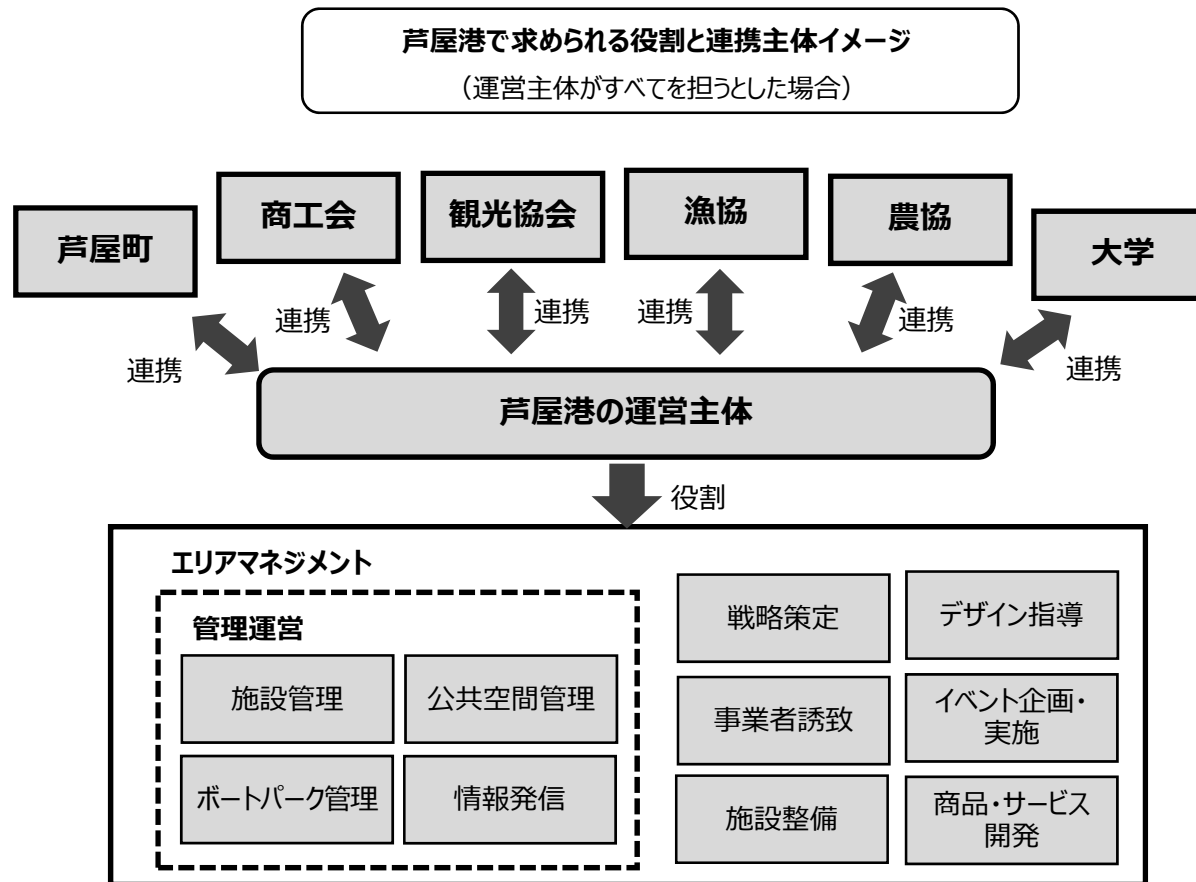 芦屋港で求められる役割と連携主体イメージ
（運営主体がすべてを担うとした場合）
芦屋町
商工会
観光協会
漁協
農協
大学
連携
連携
連携
連携
連携
連携
芦屋港の運営主体
役割
エリアマネジメント
管理運営
施設管理
公共空間管理
ボートパーク管理
情報発信
戦略策定
デザイン指導
事業者誘致
イベント企画・
実施
施設整備
商品・サービス
開発